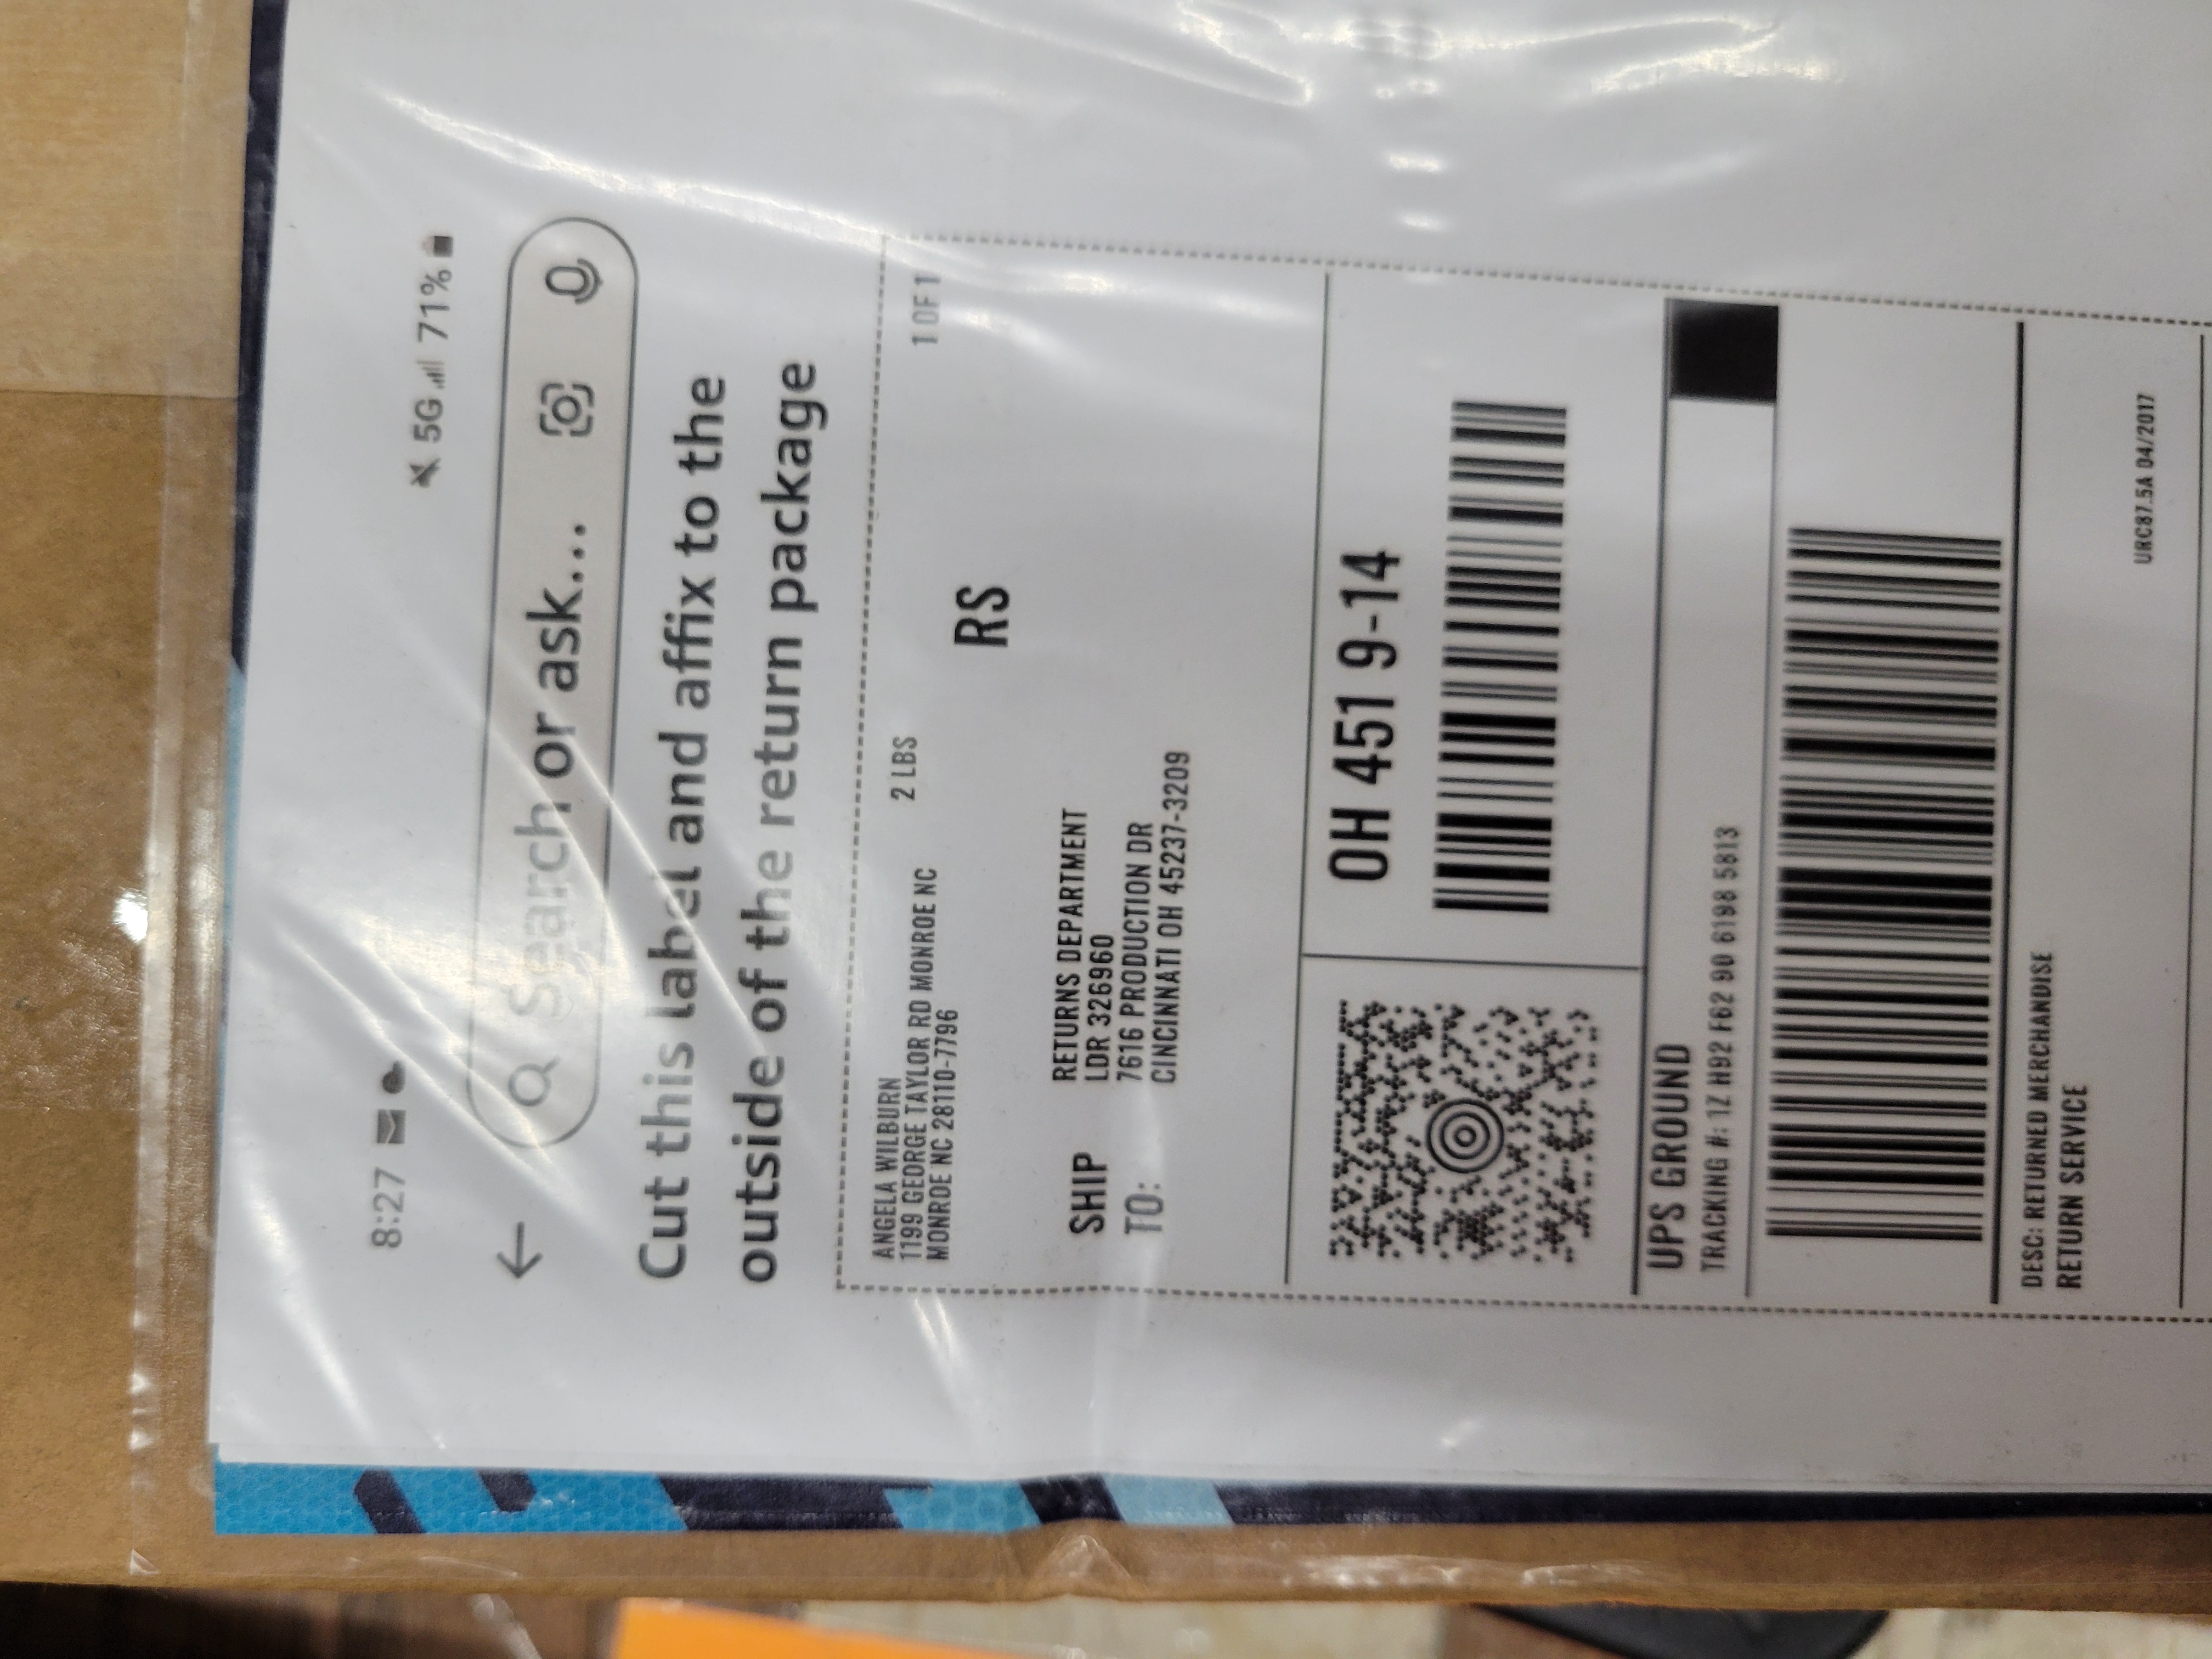 8:27 5G 71%
Search or ask...
Cut this label and affix to the
outside of the return package
ANGELA WILBURN 2 LBS 1 OF 1
1199 GEORGE TAYLOR RD MONROE NC
MONROE NC 28110-7796
RS
SHIP TO:
RETURNS DEPARTMENT
LDR 326960
7616 PRODUCTION DR
CINCINNATI OH 45237-3209
OH 451 9-14
UPS GROUND
TRACKING #: 1Z H92 F62 90 6198 5813
DESC: RETURNED MERCHANDISE
RETURN SERVICE
URC87.5A 04/2017